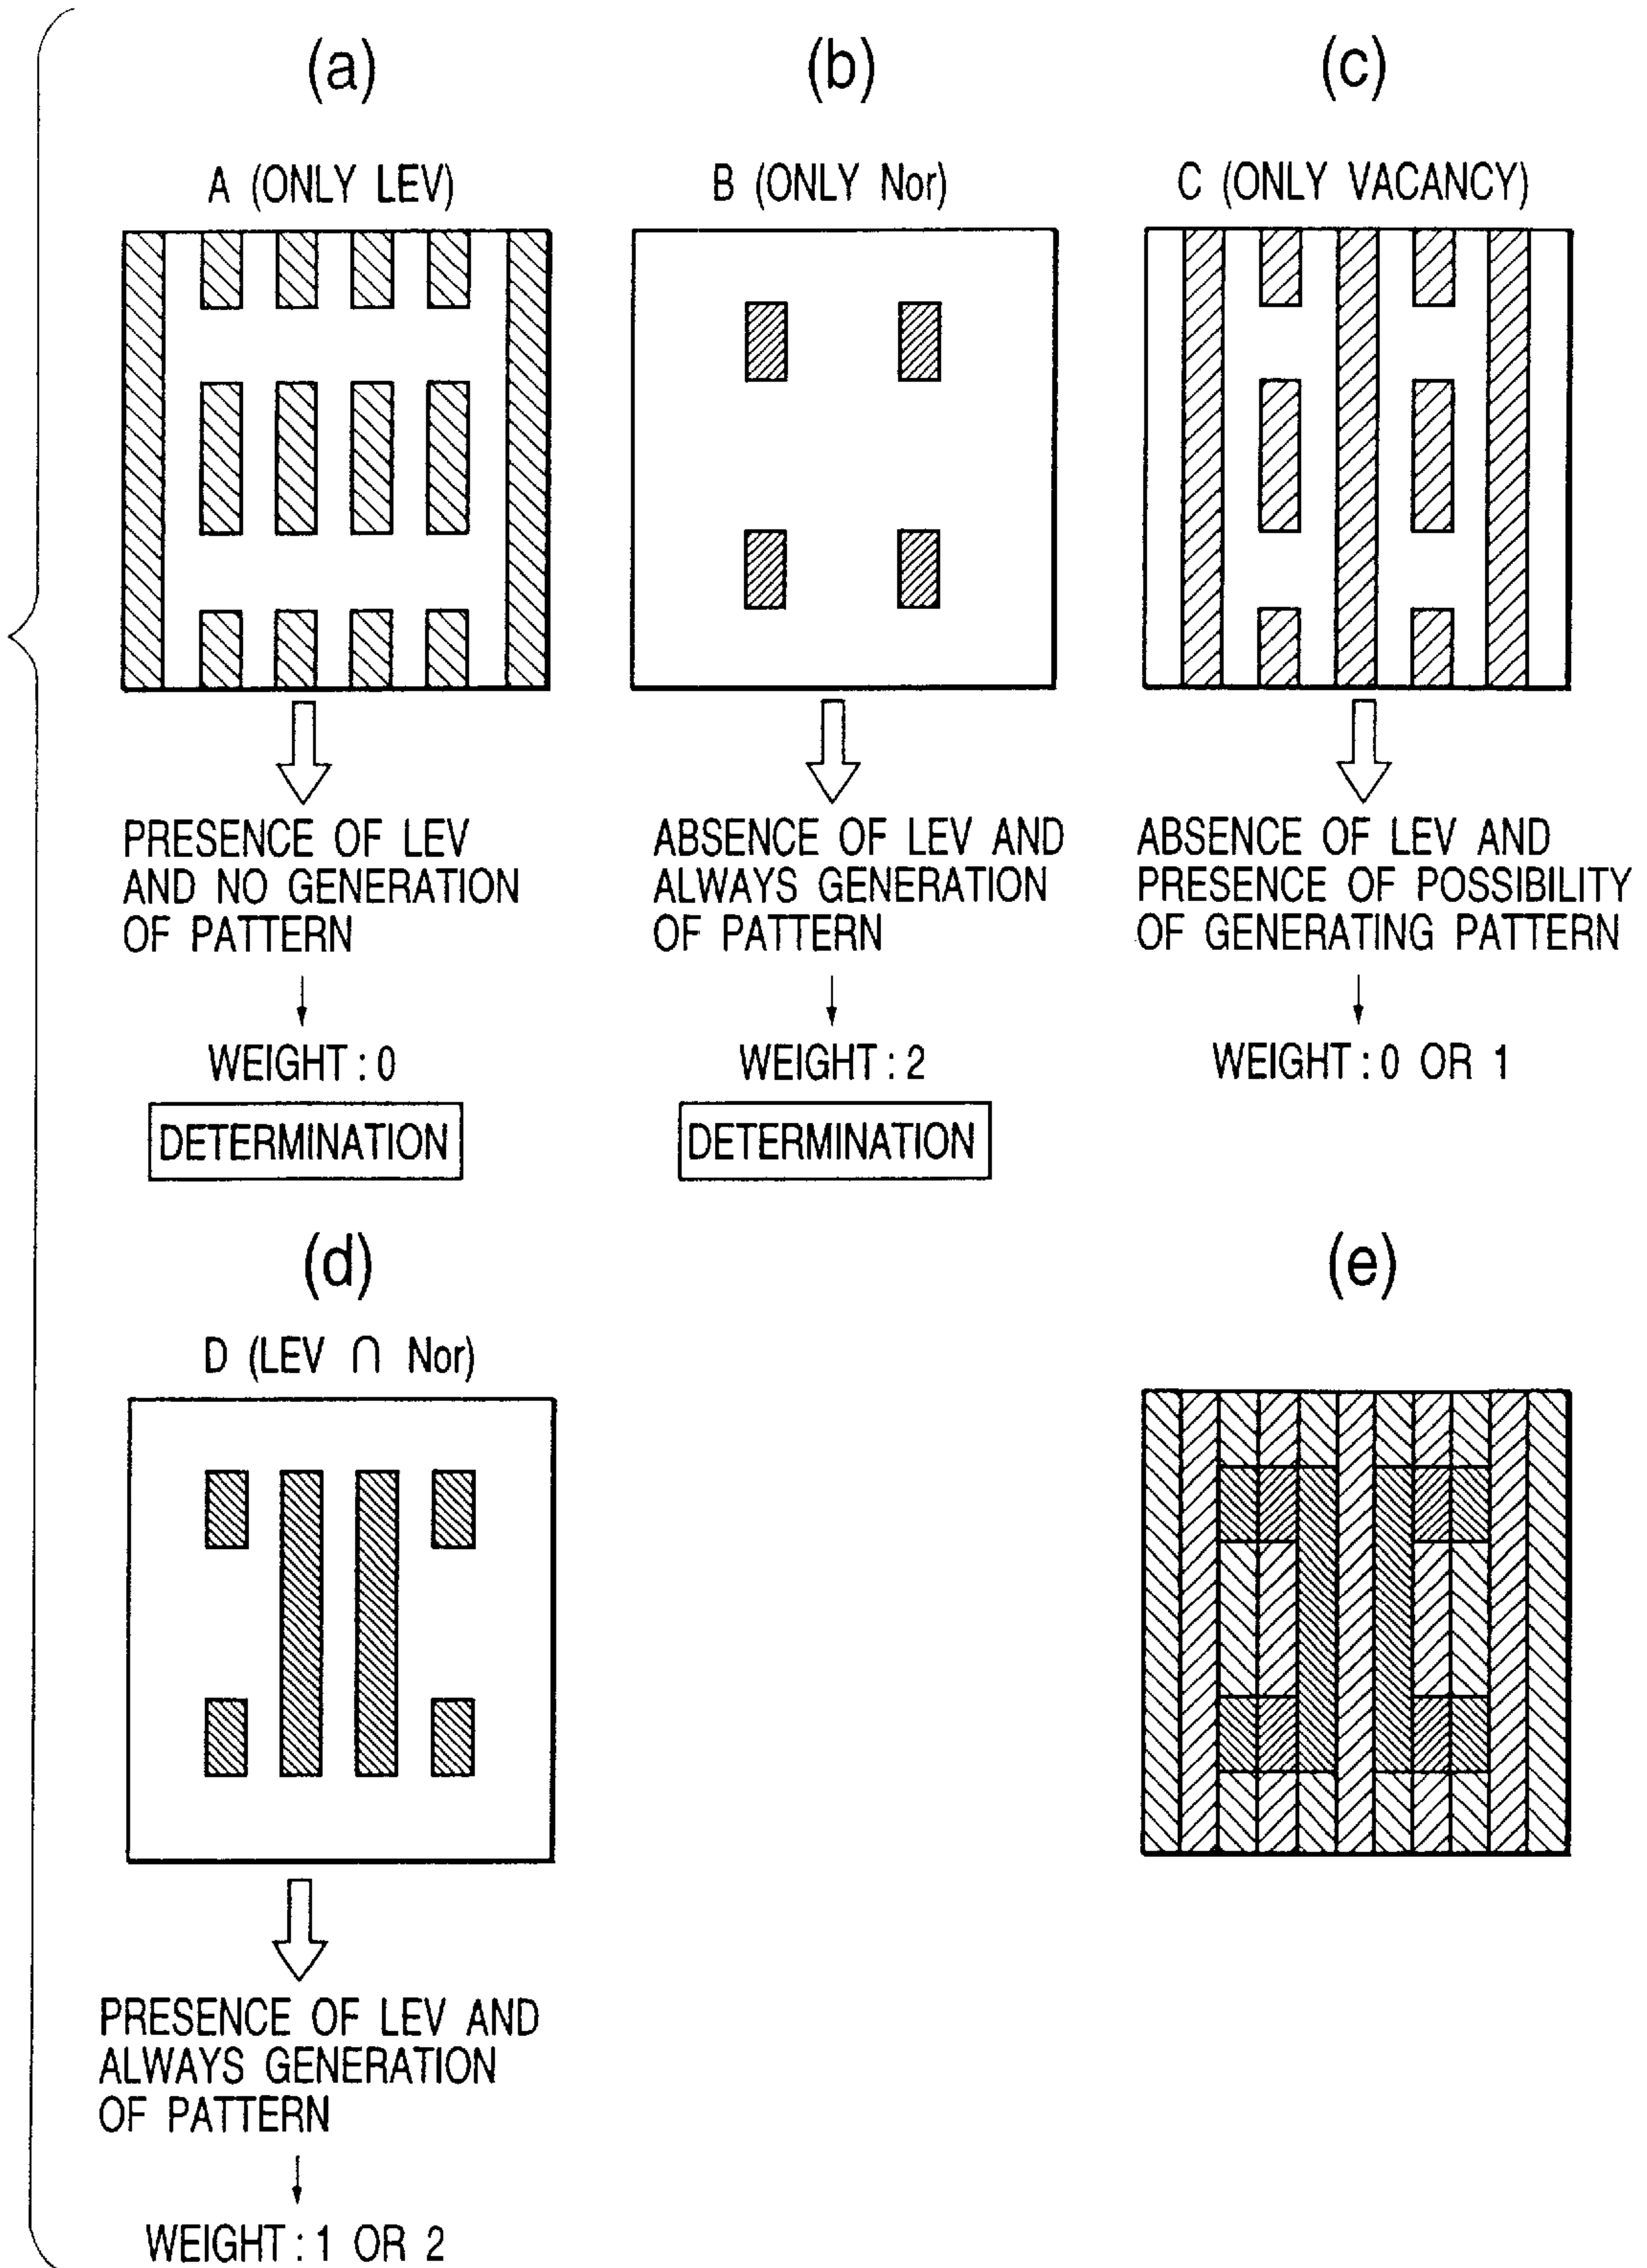 (a)
A (ONLY LEV)
PRESENCE OF LEV
AND NO GENERATION
OF PATTERN
WEIGHT : 0
DETERMINATION
(b)
B (ONLY Nor)
ABSENCE OF LEV AND
ALWAYS GENERATION
OF PATTERN
WEIGHT : 2
DETERMINATION
(c)
C (ONLY VACANCY)
ABSENCE OF LEV AND
PRESENCE OF POSSIBILITY
OF GENERATING PATTERN
WEIGHT : 0 OR 1
(d)
D (LEV ∩ Nor)
PRESENCE OF LEV AND
ALWAYS GENERATION
OF PATTERN
WEIGHT : 1 OR 2
(e)